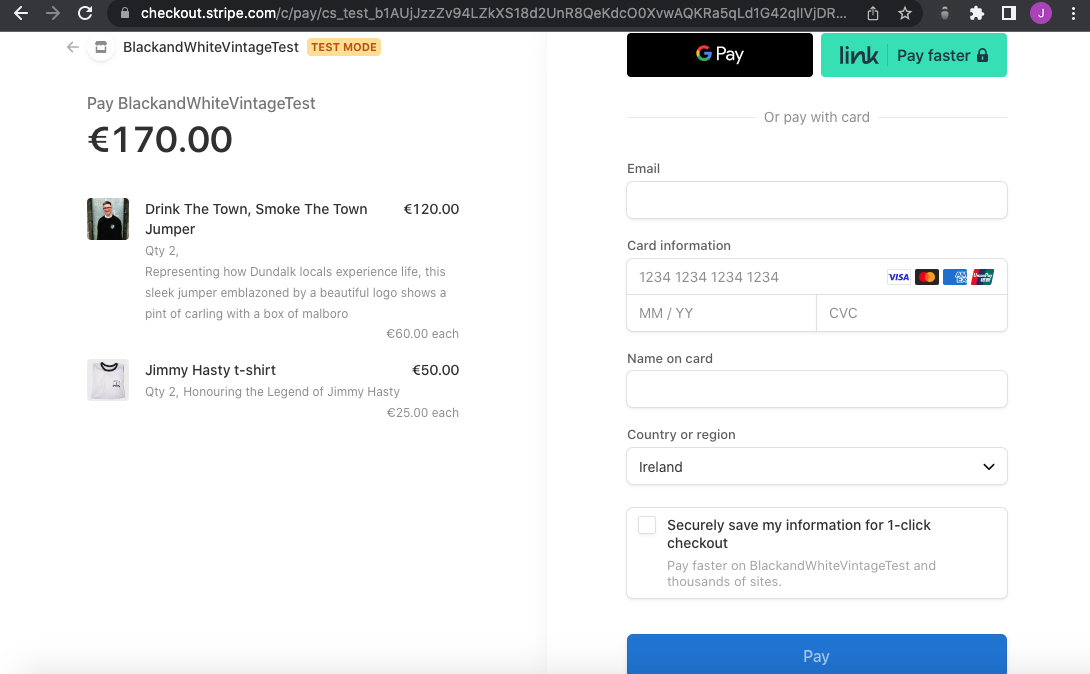 checkout.stripe.com/c/pay/cs_test_b1AUjJzzZv94LZkXS18d2UnR8QeKdcO0XvwAQKRa5qLd1G42qlIVjDR...
J
BlackandWhiteVintageTest TEST MODE
Pay BlackandWhiteVintageTest
€170.00
Drink The Town, Smoke The Town €120.00
Jumper
Qty 2,
Representing how Dundalk locals experience life, this
sleek jumper emblazoned by a beautiful logo shows a
pint of carling with a box of malboro
€60.00 each
Jimmy Hasty t-shirt €50.00
Qty 2, Honouring the Legend of Jimmy Hasty
€25.00 each
G Pay
link Pay faster
Or pay with card
Email
Card information
1234 1234 1234 1234 VISA
MM / YY CVC
Name on card
Country or region
Ireland
Securely save my information for 1-click
checkout
Pay faster on BlackandWhiteVintageTest and
thousands of sites.
Pay